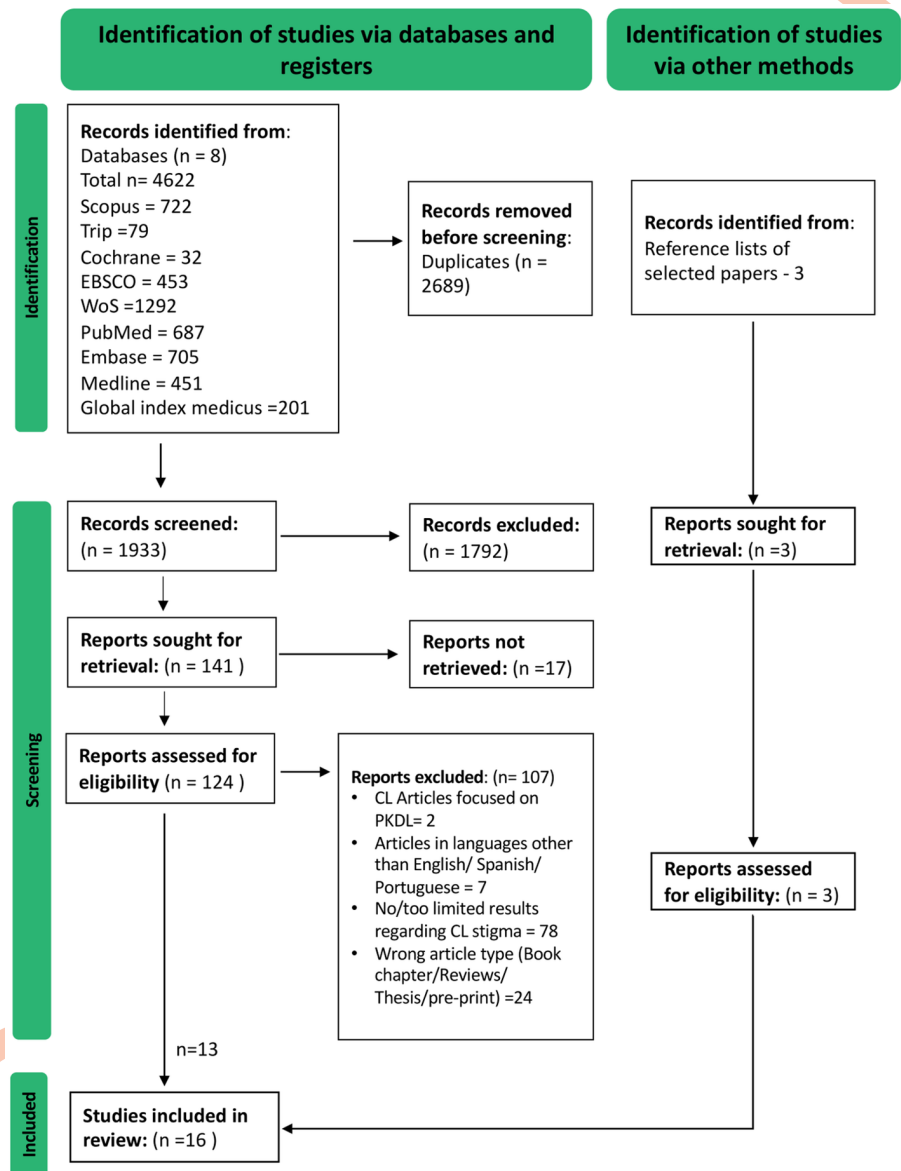 Identification of studies via databases and
registers
Identification of studies
via other methods
Identification
Records identified from:
Databases (n = 8)
Total n= 4622
Scopus = 722
Trip =79
Cochrane = 32
EBSCO = 453
WoS =1292
PubMed = 687
Embase = 705
Medline = 451
Global index medicus =201
Records removed
before screening:
Duplicates (n =
2689)
Records identified from:
Reference lists of
selected papers - 3
Screening
Records screened:
(n = 1933)
Records excluded:
(n = 1792)
Reports sought for
retrieval: (n =3)
Reports sought for
retrieval: (n = 141 )
Reports not
retrieved: (n =17)
Reports assessed for
eligibility (n = 124 )
Reports excluded: (n= 107)
• CL Articles focused on
PKDL= 2
• Articles in languages other
than English/ Spanish/
Portuguese = 7
• No/too limited results
regarding CL stigma = 78
• Wrong article type (Book
chapter/Reviews/
Thesis/pre-print) =24
Reports assessed
for eligibility: (n = 3)
n=13
Included
Studies included in
review: (n =16 )